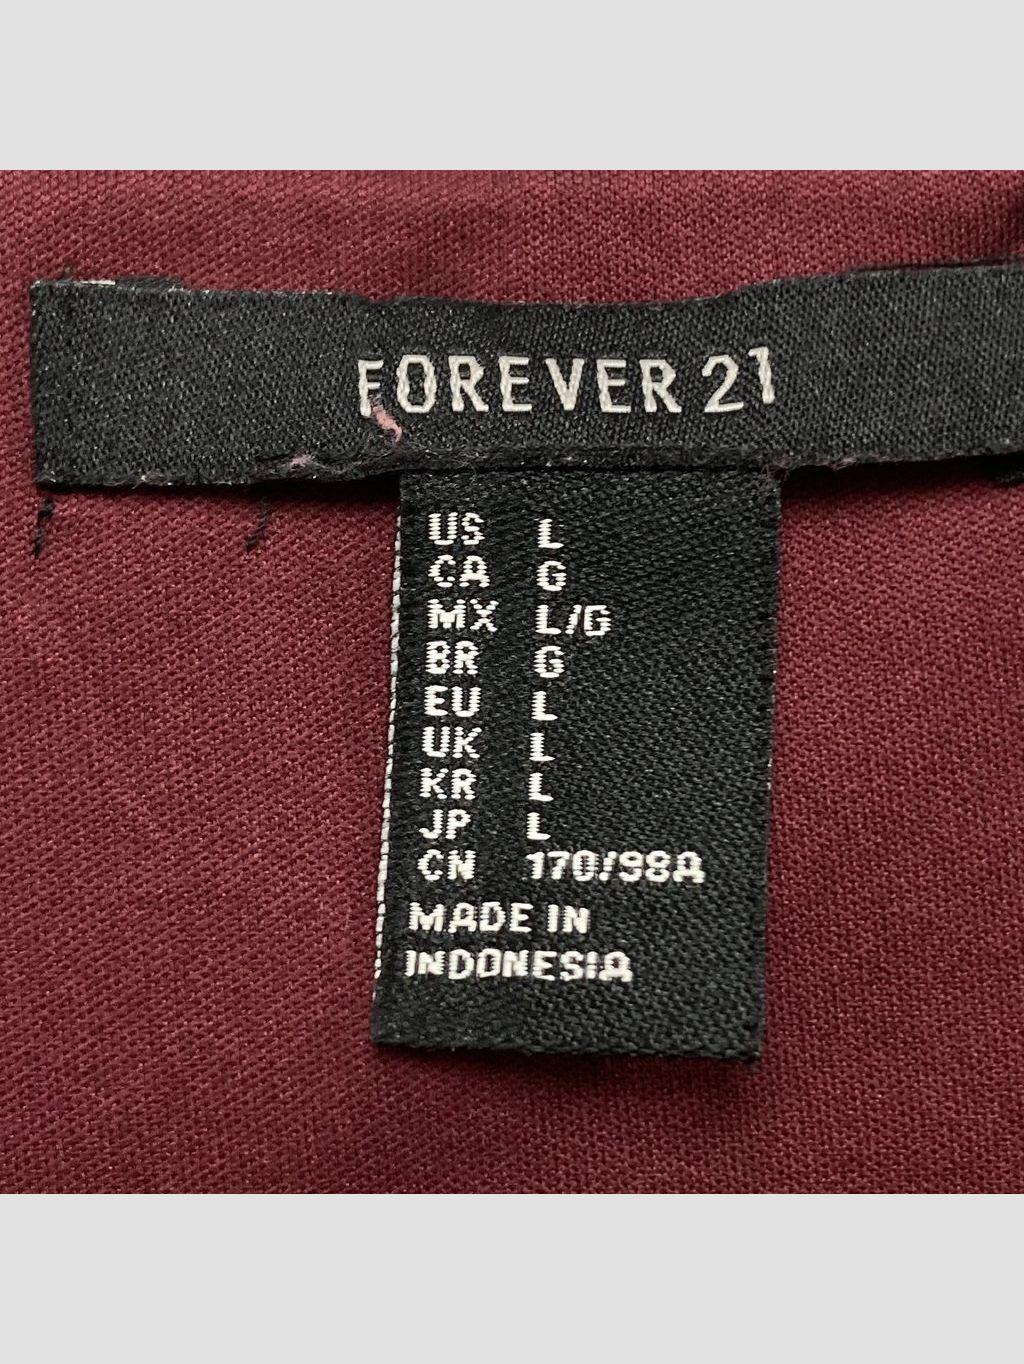 FOREVER 21
US L
CA G
MX L/G
BR G
EU L
UK L
KR L
JP L
CN 170/98A
MADE IN
INDONESIA